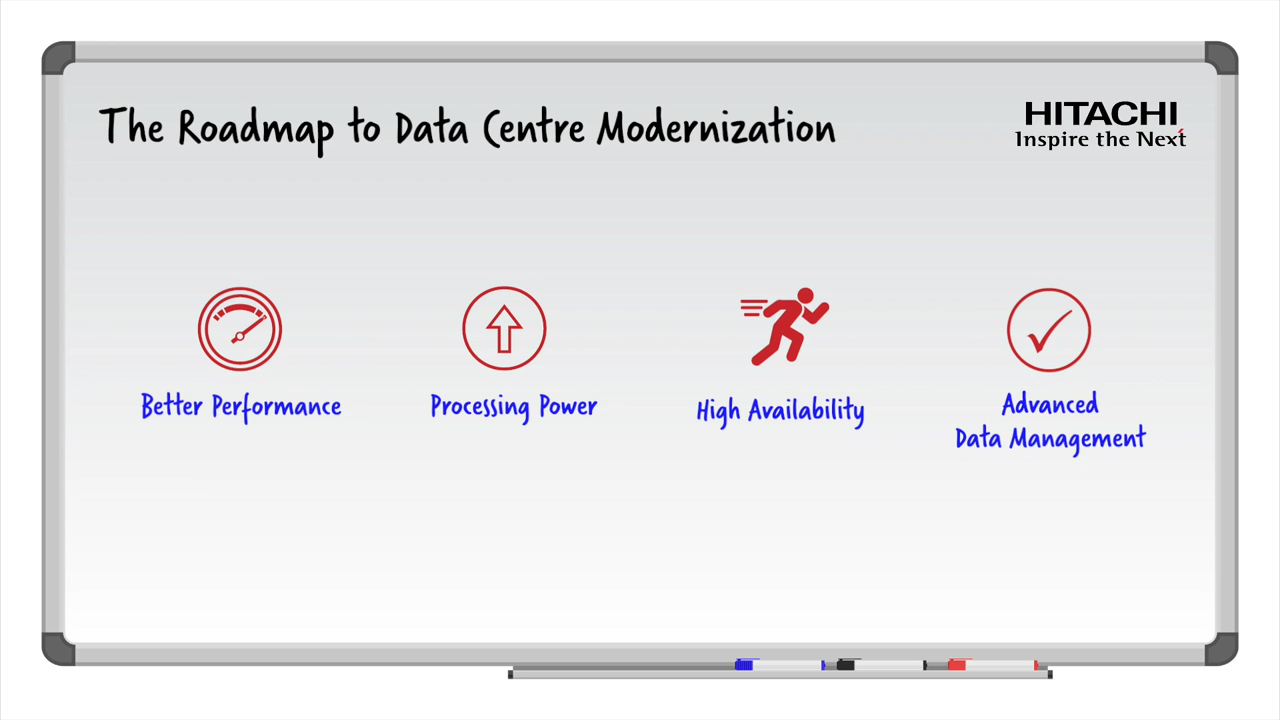 The Roadmap to Data Centre Modernization
HITACHI
Inspire the Next
Better Performance
Processing Power
High Availability
Advanced
Data Management